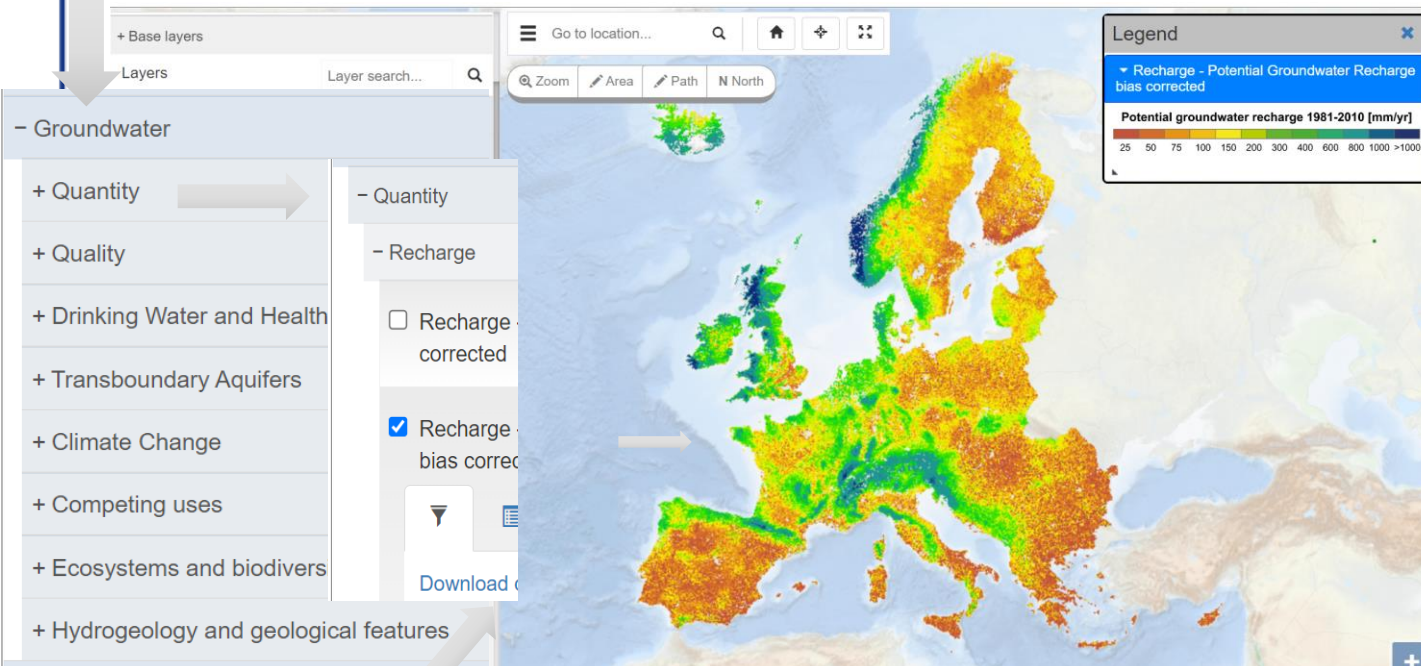 + Base layers
Layers
Layer search...
− Groundwater
+ Quantity
+ Quality
+ Drinking Water and Health
+ Transboundary Aquifers
+ Climate Change
+ Competing uses
+ Ecosystems and biodivers
+ Hydrogeology and geological features
− Quantity
− Recharge
Recharge -
corrected
Recharge -
bias correc
Download
Go to location...
Zoom
Area
Path
N North
Legend
Recharge - Potential Groundwater Recharge
bias corrected
Potential groundwater recharge 1981-2010 [mm/yr]
25 50 75 100 150 200 300 400 600 800 1000 >1000